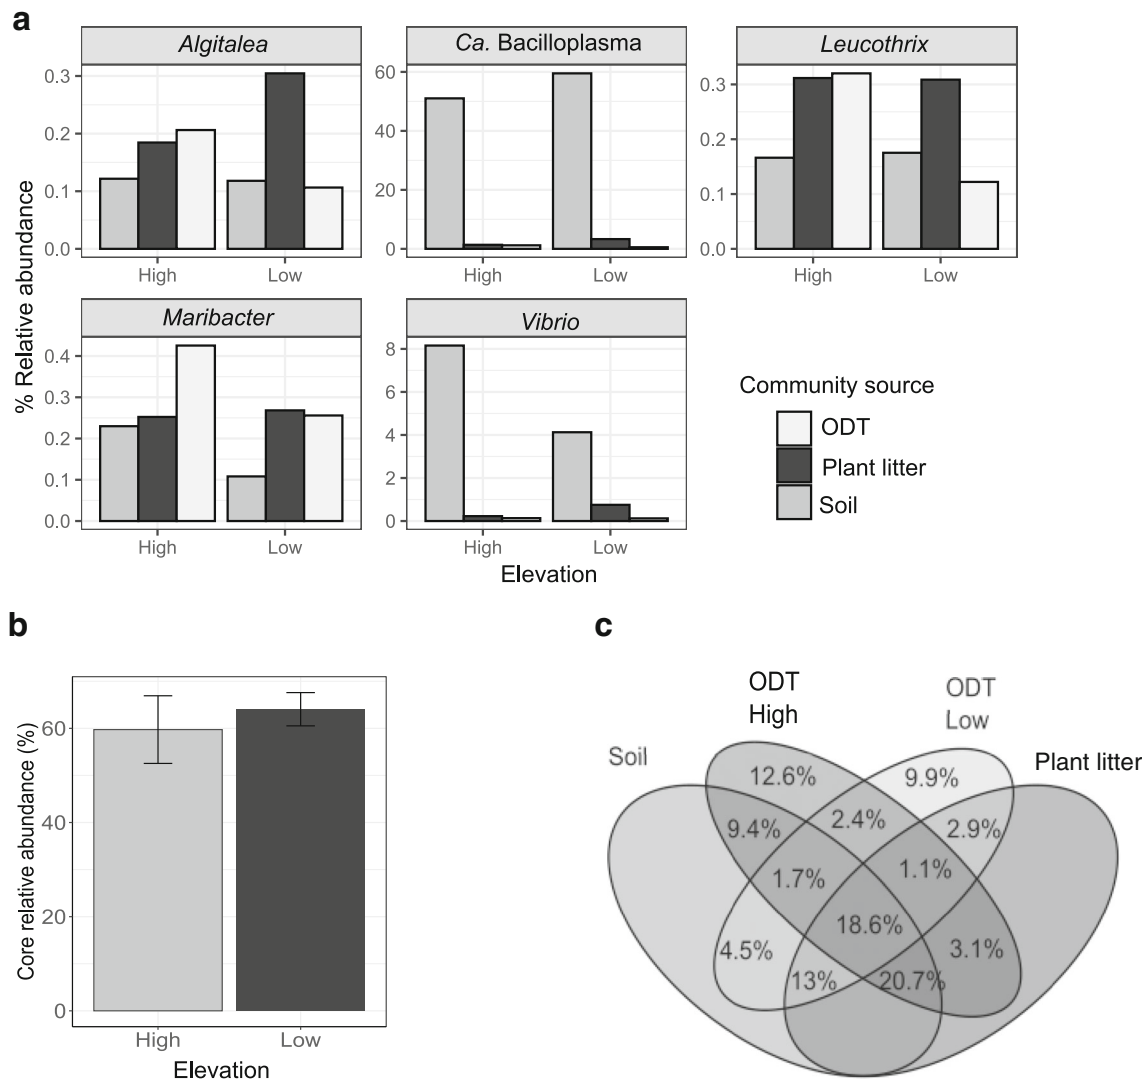 a
Algitalea
Ca. Bacilloplasma
Leucothrix
% Relative abundance
0.3
0.2
0.1
0.0
High
Low
60
40
20
0
High
Low
0.3
0.2
0.1
0.0
High
Low
Maribacter
Vibrio
0.4
0.3
0.2
0.1
0.0
High
Low
8
6
4
2
0
High
Low
Elevation
Community source
ODT
Plant litter
Soil
b
Core relative abundance (%)
60
40
20
0
High
Low
Elevation
c
ODT
High
ODT
Low
Soil
Plant litter
12.6%
9.9%
9.4%
2.4%
2.9%
1.7%
1.1%
18.6%
4.5%
3.1%
13%
20.7%